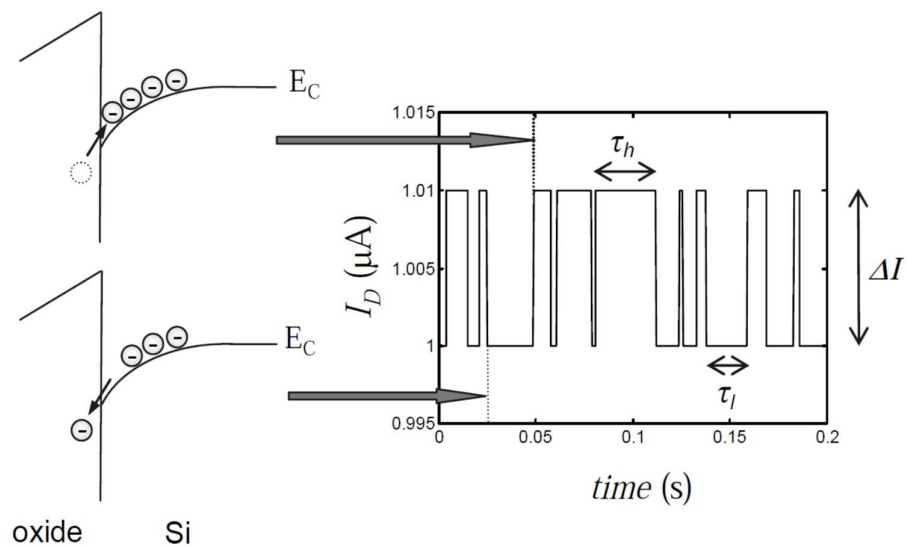 E_C
E_C
oxide Si
I_D (µA)
1.015
1.01
1.005
1
0.995
0 0.05 0.1 0.15 0.2
time (s)
τ_h
τ_l
ΔI